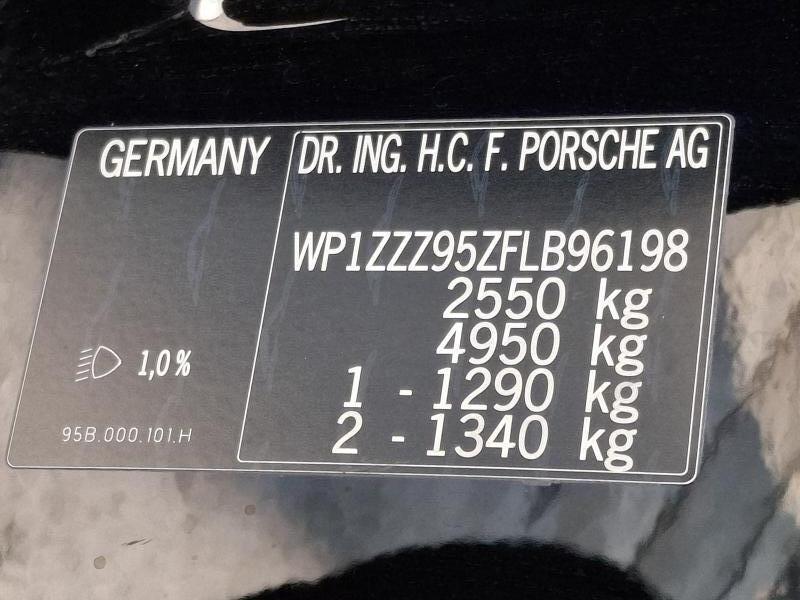 GERMANY
DR. ING. H.C. F. PORSCHE AG
WP1ZZZ95ZFLB96198
2550 kg
4950 kg
1 - 1290 kg
2 - 1340 kg
1,0%
95B.000.101.H